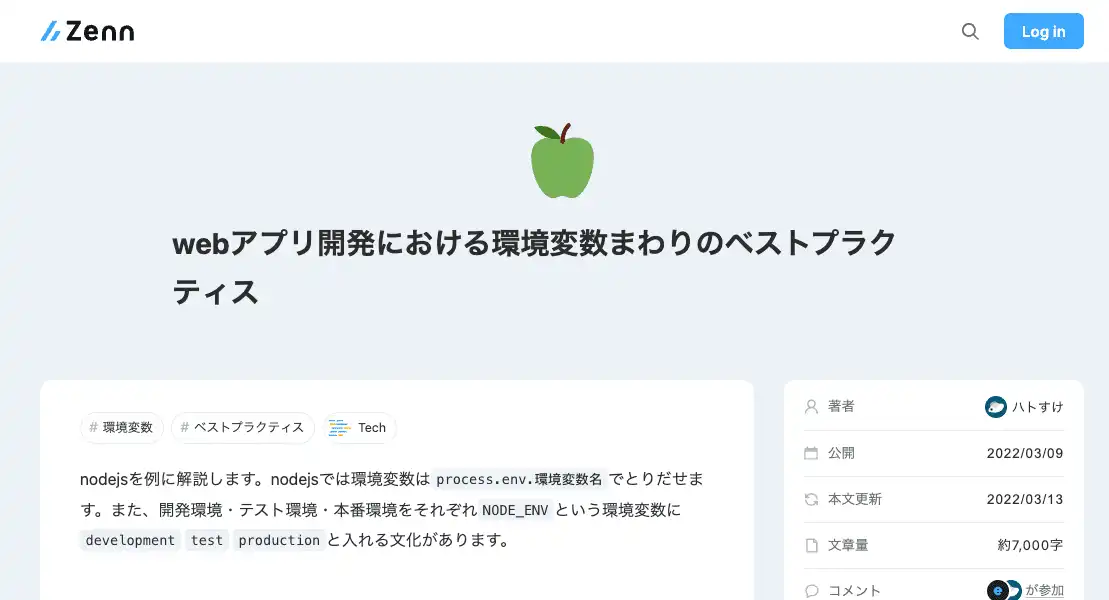 Zenn
Log in
webアプリ開発における環境変数まわりのベストプラク
ティス
# 環境変数 # ベストプラクティス Tech
nodejsを例に解説します。nodejsでは環境変数は process.env.環境変数名 でとりだせま
す。また、開発環境・テスト環境・本番環境をそれぞれ NODE_ENV という環境変数に
development test production と入れる文化があります。
著者 ハトすけ
公開 2022/03/09
本文更新 2022/03/13
文章量 約7,000字
コメント e が参加